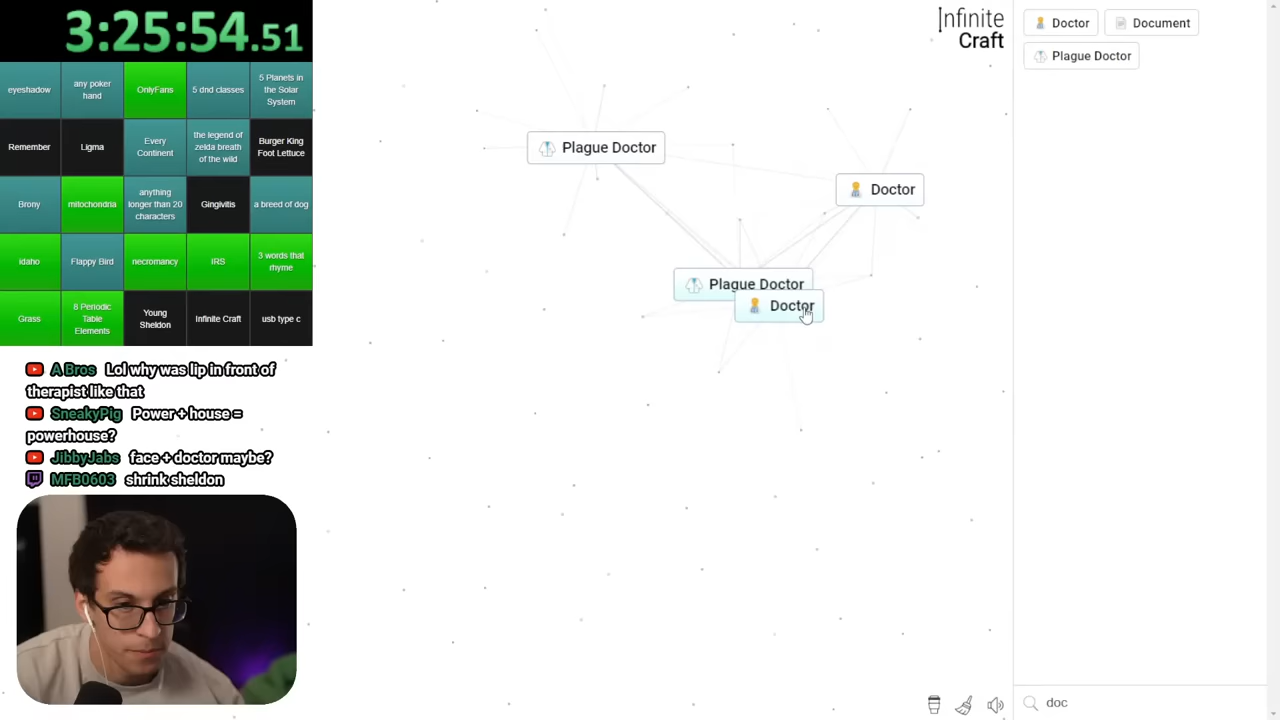 3:25:54.51
eyeshadow
any poker
hand
OnlyFans
5 dnd classes
5 Planets in
the Solar
System
Remember
Ligma
Every
Continent
the legend of
zelda breath
of the wild
Burger King
Foot Lettuce
Brony
mitochondria
anything
longer than 20
characters
Gingivitis
a breed of dog
idaho
Flappy Bird
necromancy
IRS
3 words that
rhyme
Grass
8 Periodic
Table
Elements
Young
Sheldon
Infinite Craft
usb type c
A Bros Lol why was lip in front of
therapist like that
SneakyPig Power + house =
powerhouse?
JibbyJabs face + doctor maybe?
MFB0603 shrink sheldon
Infinite
Craft
Plague Doctor
Doctor
Plague Doctor
Doctor
Doctor
Document
Plague Doctor
doc